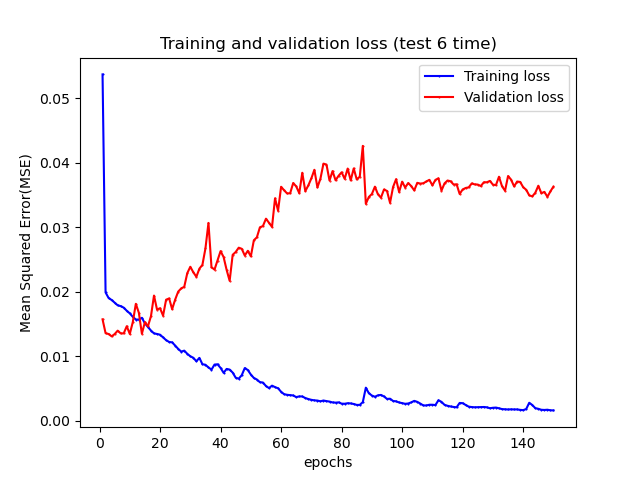 Training and validation loss (test 6 time)
Training loss
Validation loss
Mean Squared Error(MSE)
0.05
0.04
0.03
0.02
0.01
0.00
0 20 40 60 80 100 120 140
epochs